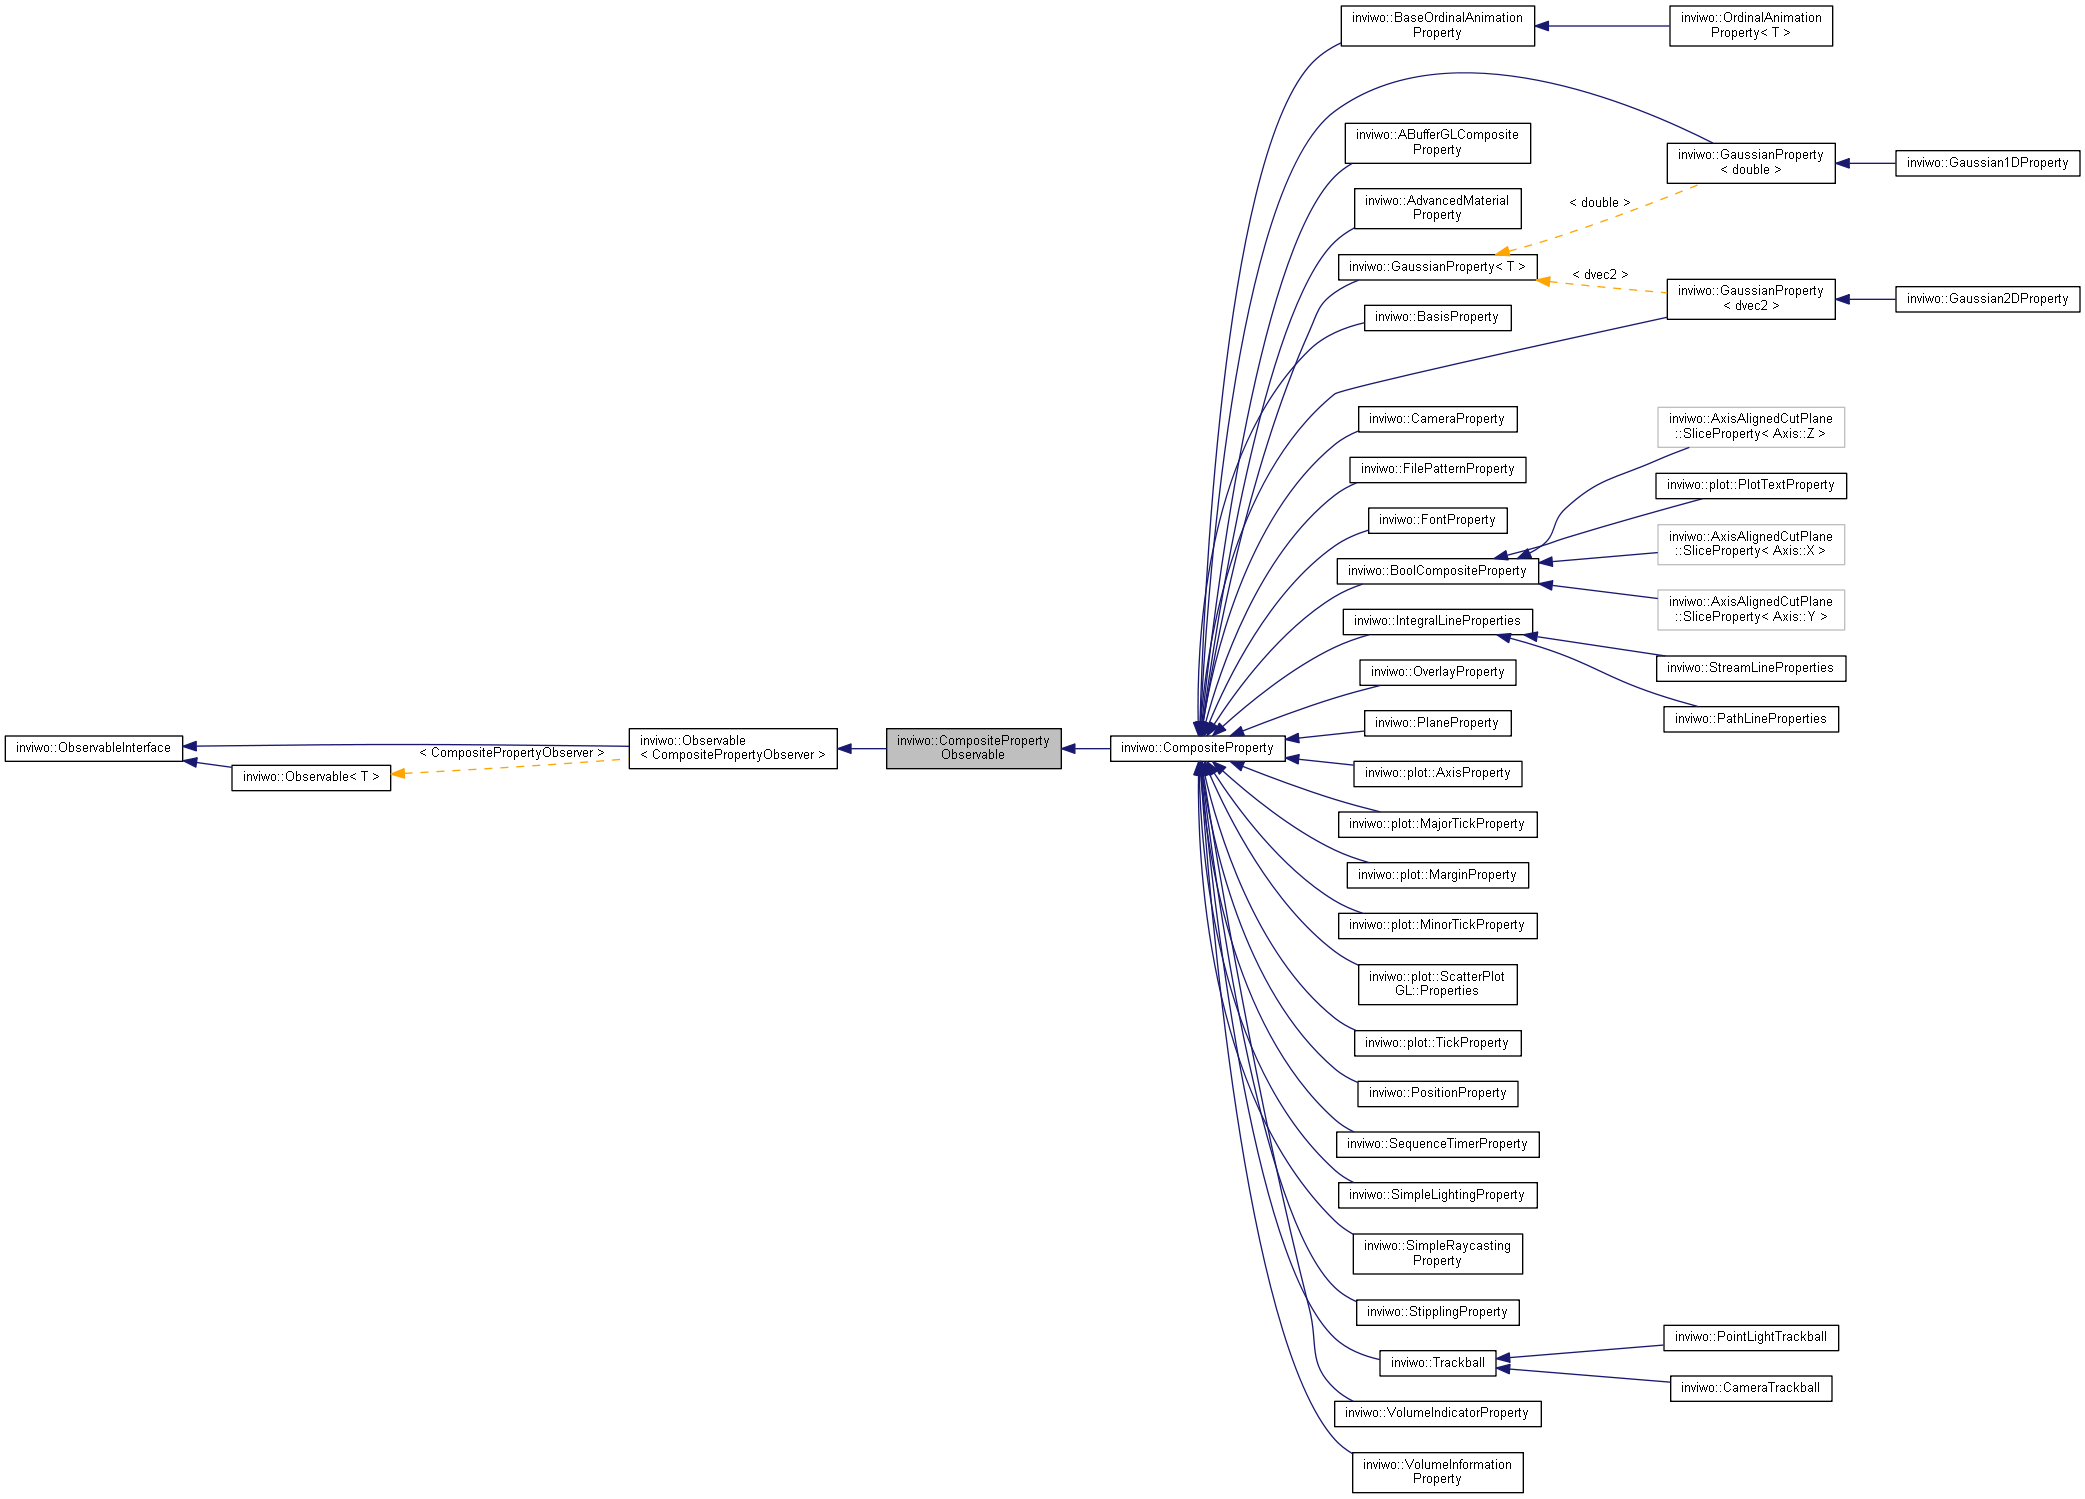 inviwo::ObservableInterface
inviwo::Observable< T >
< CompositePropertyObserver >
inviwo::Observable
< CompositePropertyObserver >
inviwo::CompositeProperty
Observable
inviwo::CompositeProperty
inviwo::BaseOrdinalAnimation
Property
inviwo::OrdinalAnimation
Property< T >
inviwo::ABufferGLComposite
Property
inviwo::GaussianProperty
< double >
inviwo::Gaussian1DProperty
inviwo::AdvancedMaterial
Property
< double >
inviwo::GaussianProperty< T >
< dvec2 >
inviwo::GaussianProperty
< dvec2 >
inviwo::Gaussian2DProperty
inviwo::BasisProperty
inviwo::CameraProperty
inviwo::FilePatternProperty
inviwo::FontProperty
inviwo::BoolCompositeProperty
inviwo::AxisAlignedCutPlane
::SliceProperty< Axis::Z >
inviwo::plot::PlotTextProperty
inviwo::AxisAlignedCutPlane
::SliceProperty< Axis::X >
inviwo::AxisAlignedCutPlane
::SliceProperty< Axis::Y >
inviwo::IntegralLineProperties
inviwo::StreamLineProperties
inviwo::PathLineProperties
inviwo::OverlayProperty
inviwo::PlaneProperty
inviwo::plot::AxisProperty
inviwo::plot::MajorTickProperty
inviwo::plot::MarginProperty
inviwo::plot::MinorTickProperty
inviwo::plot::ScatterPlot
GL::Properties
inviwo::plot::TickProperty
inviwo::PositionProperty
inviwo::SequenceTimerProperty
inviwo::SimpleLightingProperty
inviwo::SimpleRaycasting
Property
inviwo::StipplingProperty
inviwo::Trackball
inviwo::PointLightTrackball
inviwo::CameraTrackball
inviwo::VolumeIndicatorProperty
inviwo::VolumeInformation
Property